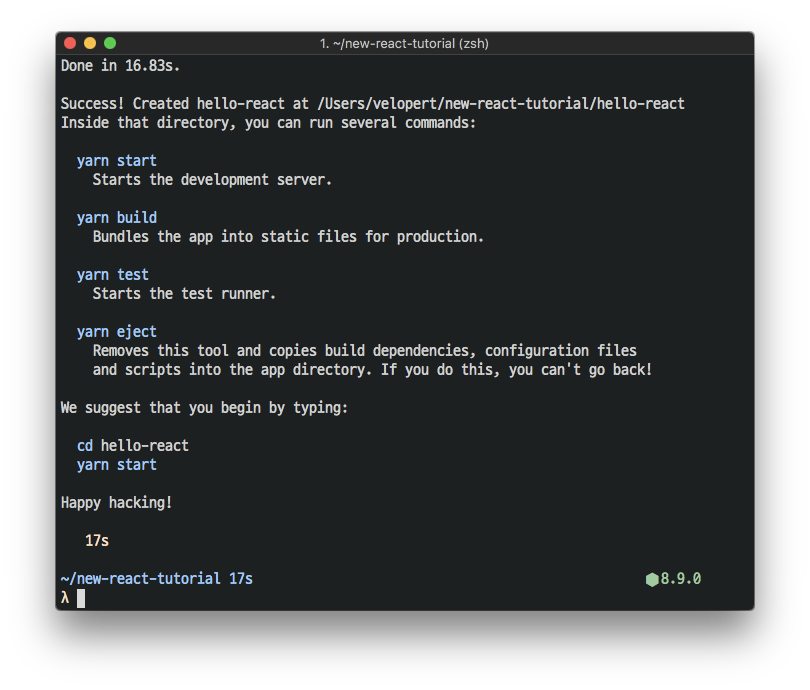 1. ~/new-react-tutorial (zsh)
Done in 16.83s.
Success! Created hello-react at /Users/velopert/new-react-tutorial/hello-react
Inside that directory, you can run several commands:
yarn start
Starts the development server.
yarn build
Bundles the app into static files for production.
yarn test
Starts the test runner.
yarn eject
Removes this tool and copies build dependencies, configuration files
and scripts into the app directory. If you do this, you can't go back!
We suggest that you begin by typing:
cd hello-react
yarn start
Happy hacking!
17s
~/new-react-tutorial 17s ⬢8.9.0
λ